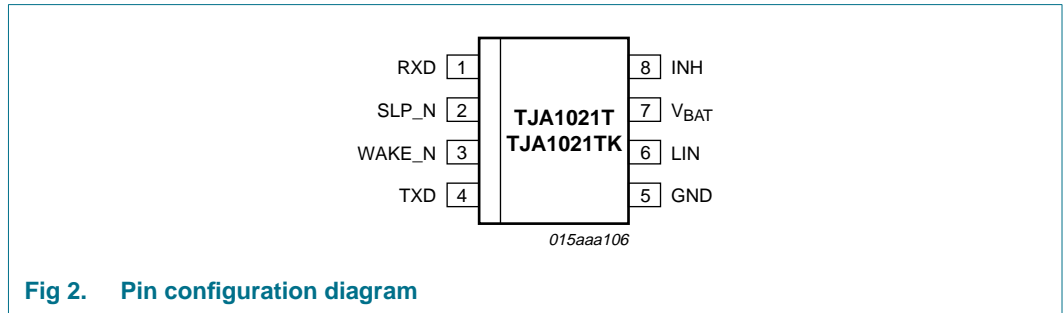 RXD 1
SLP_N 2
WAKE_N 3
TXD 4
TJA1021T
TJA1021TK
8 INH
7 VBAT
6 LIN
5 GND
015aaa106
Fig 2. Pin configuration diagram